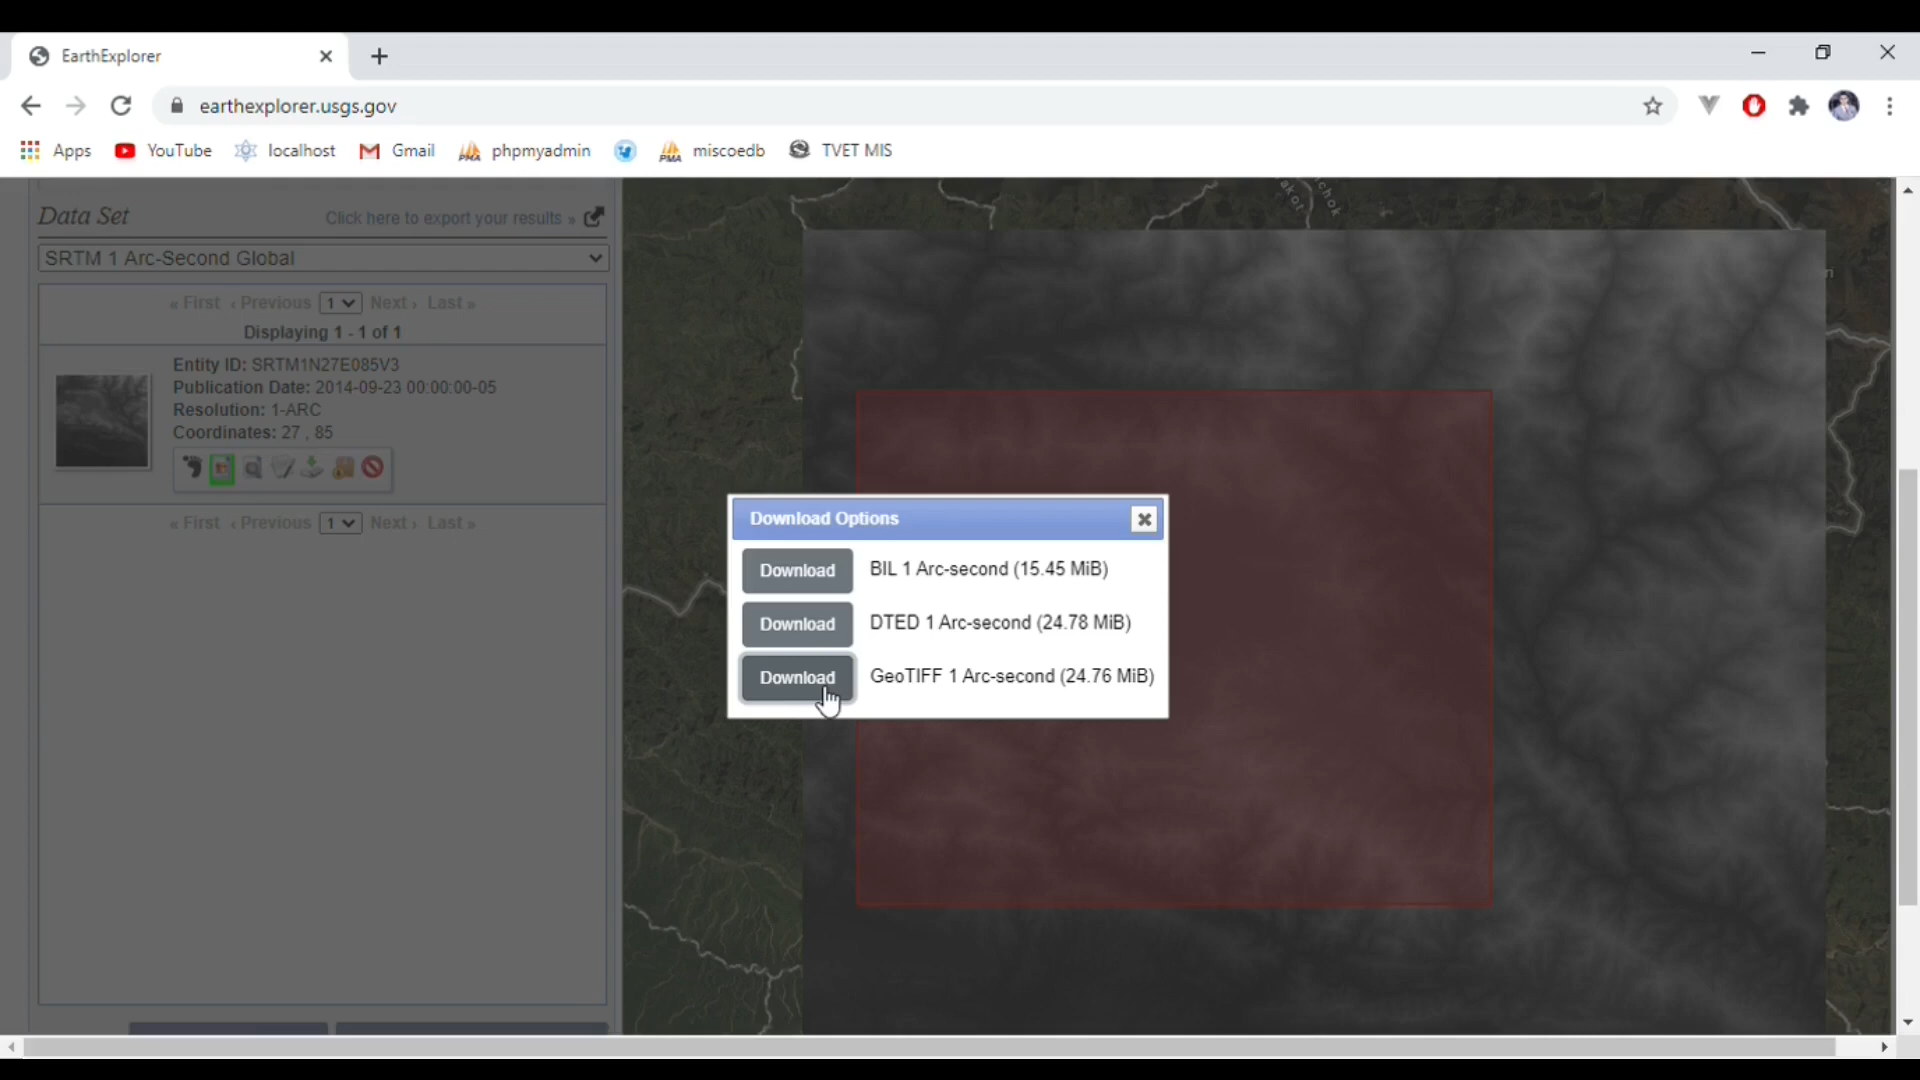 EarthExplorer
earthexplorer.usgs.gov
Apps YouTube localhost Gmail phpmyadmin miscoedb TVET MIS
Data Set Click here to export your results »
SRTM 1 Arc-Second Global
« First ‹ Previous 1 Next › Last »
Displaying 1 - 1 of 1
Entity ID: SRTM1N27E085V3
Publication Date: 2014-09-23 00:00:00-05
Resolution: 1-ARC
Coordinates: 27 , 85
« First ‹ Previous 1 Next › Last »
Download Options
Download BIL 1 Arc-second (15.45 MiB)
Download DTED 1 Arc-second (24.78 MiB)
Download GeoTIFF 1 Arc-second (24.76 MiB)